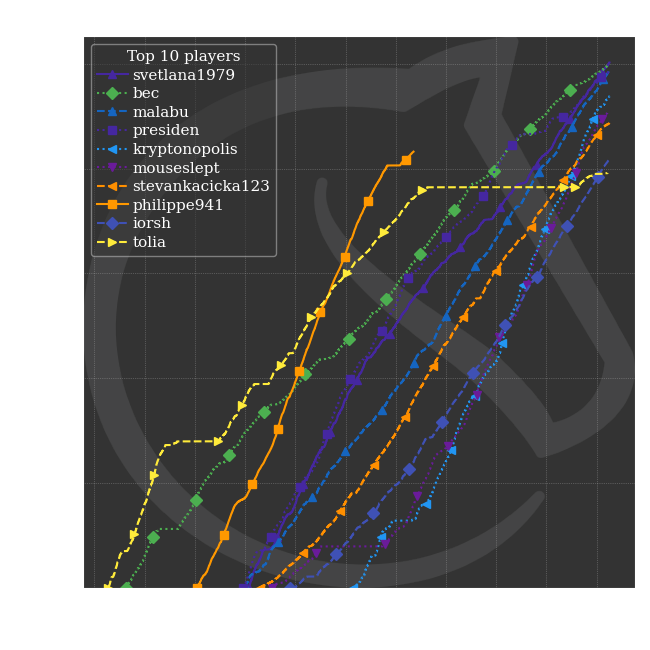 Top 10 players
svetlana1979
bec
malabu
presiden
kryptonopolis
mouseslept
stevankacicka123
philippe941
iorsh
tolia